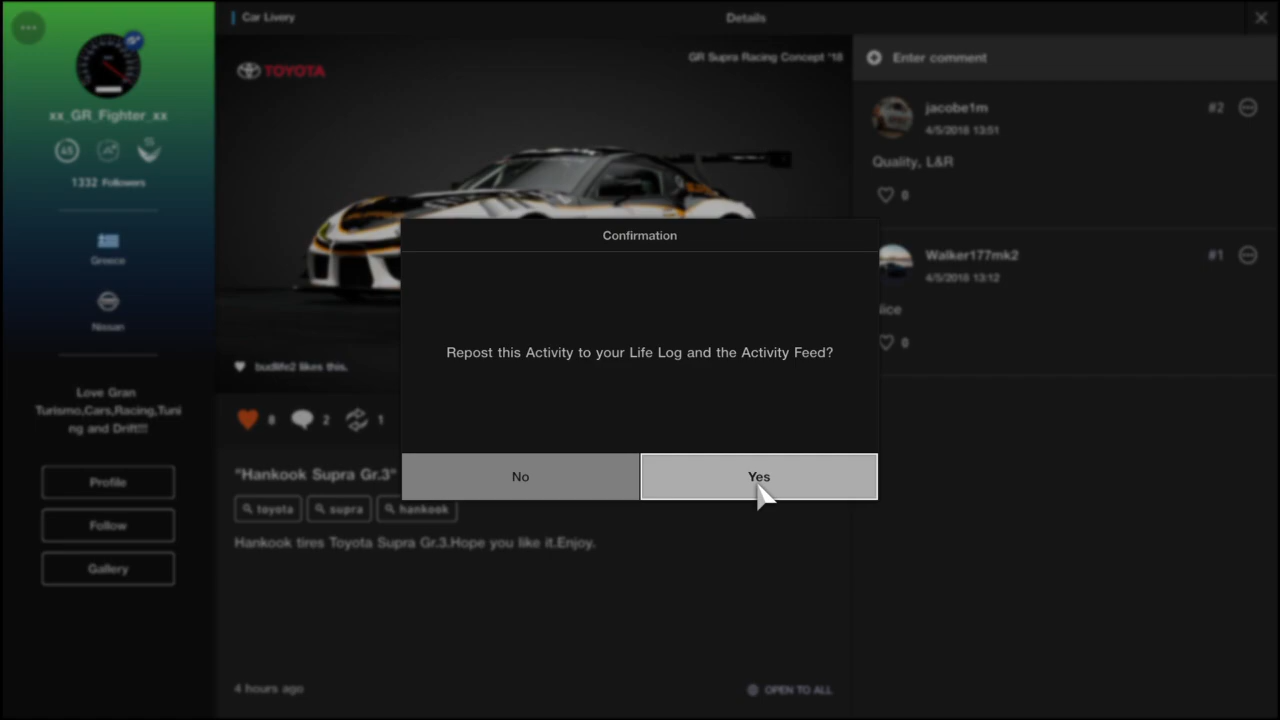 Car Livery
Details
TOYOTA
GR Supra Racing Concept '18
xx_GR_Fighter_xx
45
1332 Followers
Greece
Nissan
Love Gran
Turismo,Cars,Racing,Tuni
ng and Drift!!!
Profile
Follow
Gallery
budlife2 likes this.
8
2
1
"Hankook Supra Gr.3"
toyota
supra
hankook
Hankook tires Toyota Supra Gr.3.Hope you like it.Enjoy.
4 hours ago
OPEN TO ALL
Confirmation
Repost this Activity to your Life Log and the Activity Feed?
No
Yes
Enter comment
jacobe1m
#2
4/5/2018 13:51
Quality, L&R
0
Walker177mk2
#1
4/5/2018 13:12
ice
0